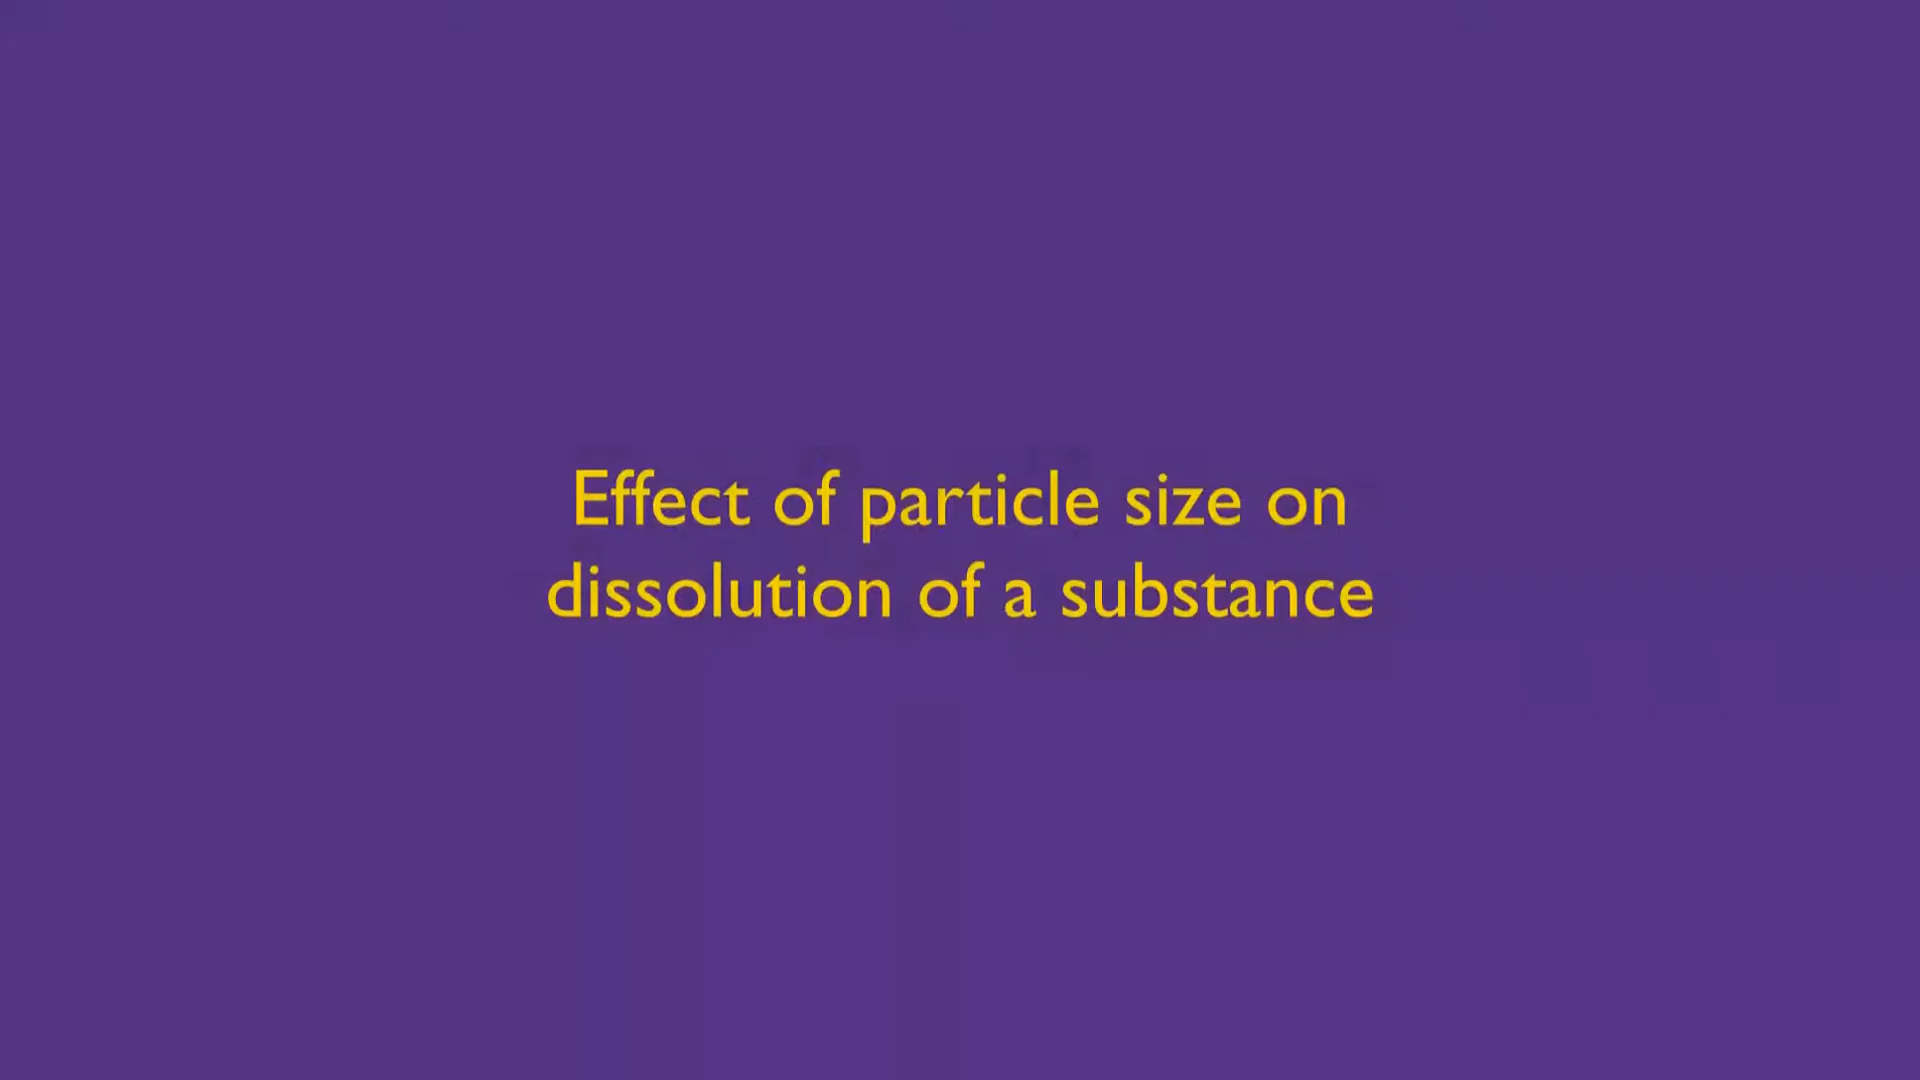 Effect of particle size on
dissolution of a substance